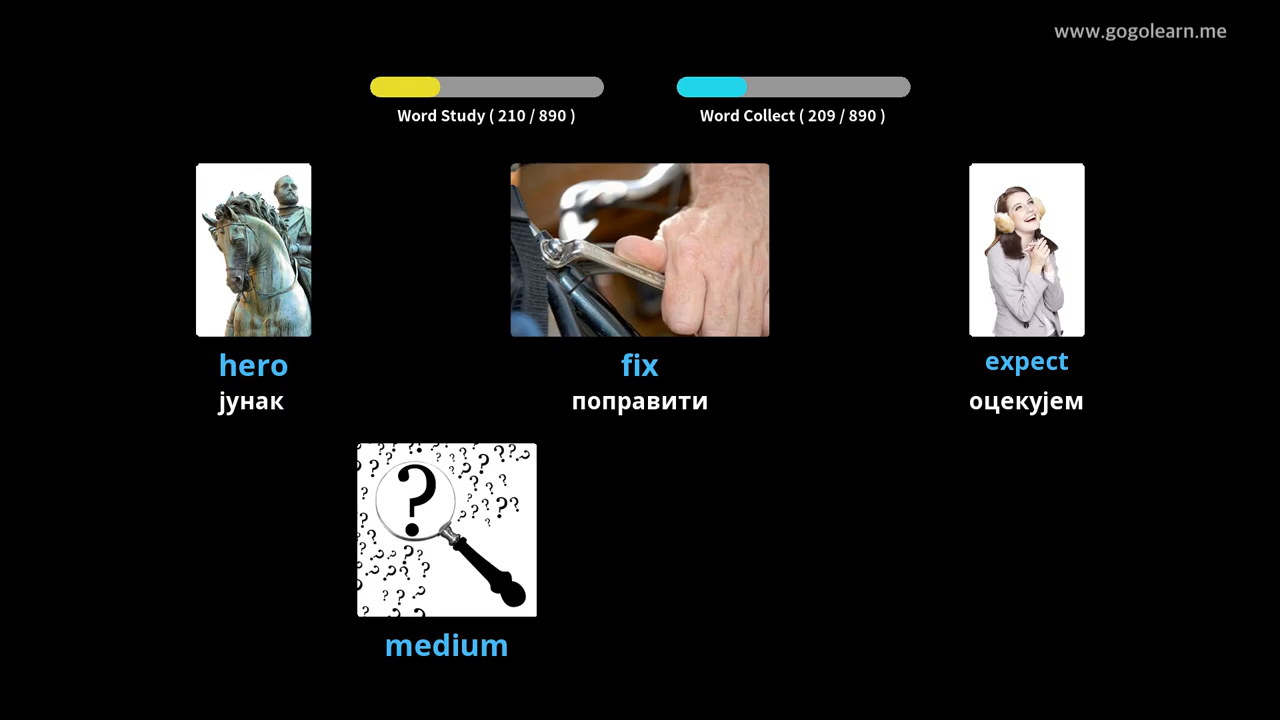 www.gogolearn.me
Word Study ( 210 / 890 )
Word Collect ( 209 / 890 )
hero
fix
expect
јунак
поправити
оцекујем
medium